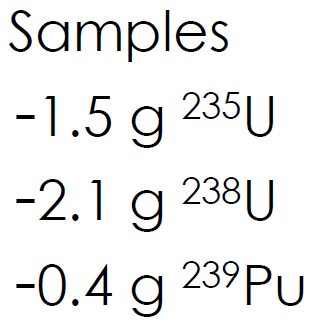 Samples
-1.5 g ²³⁵U
-2.1 g ²³⁸U
-0.4 g ²³⁹Pu